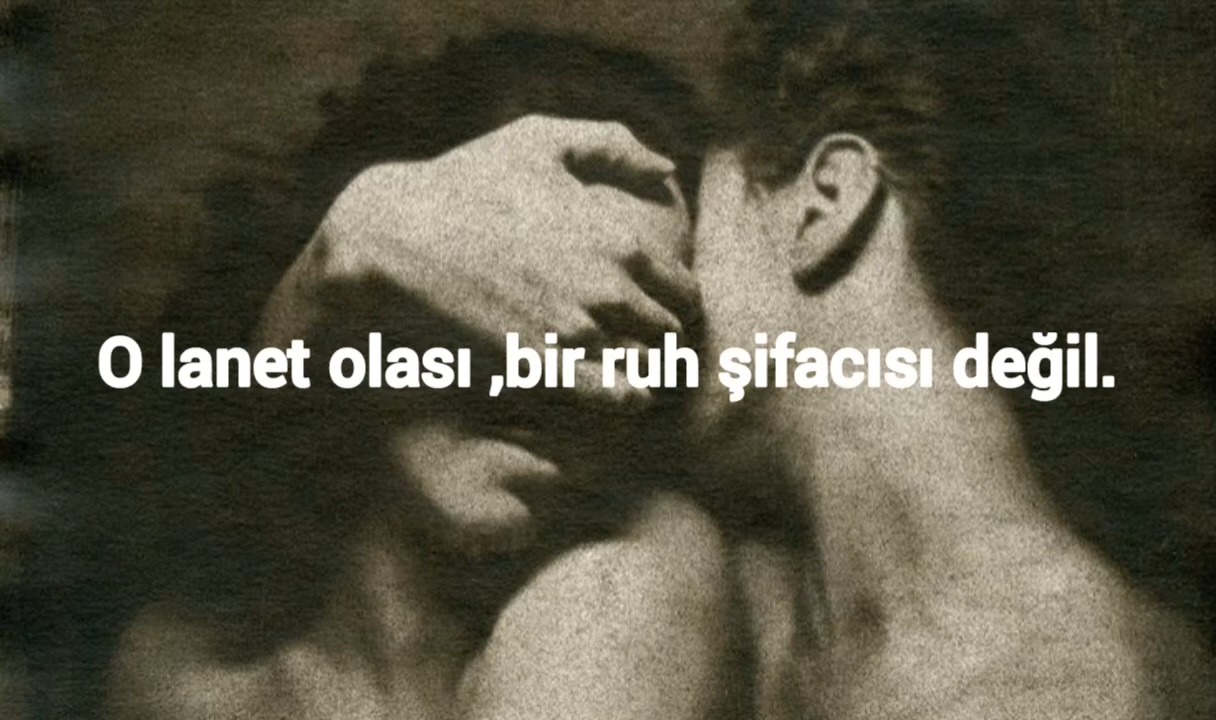 O lanet olası ,bir ruh şifacısı değil.